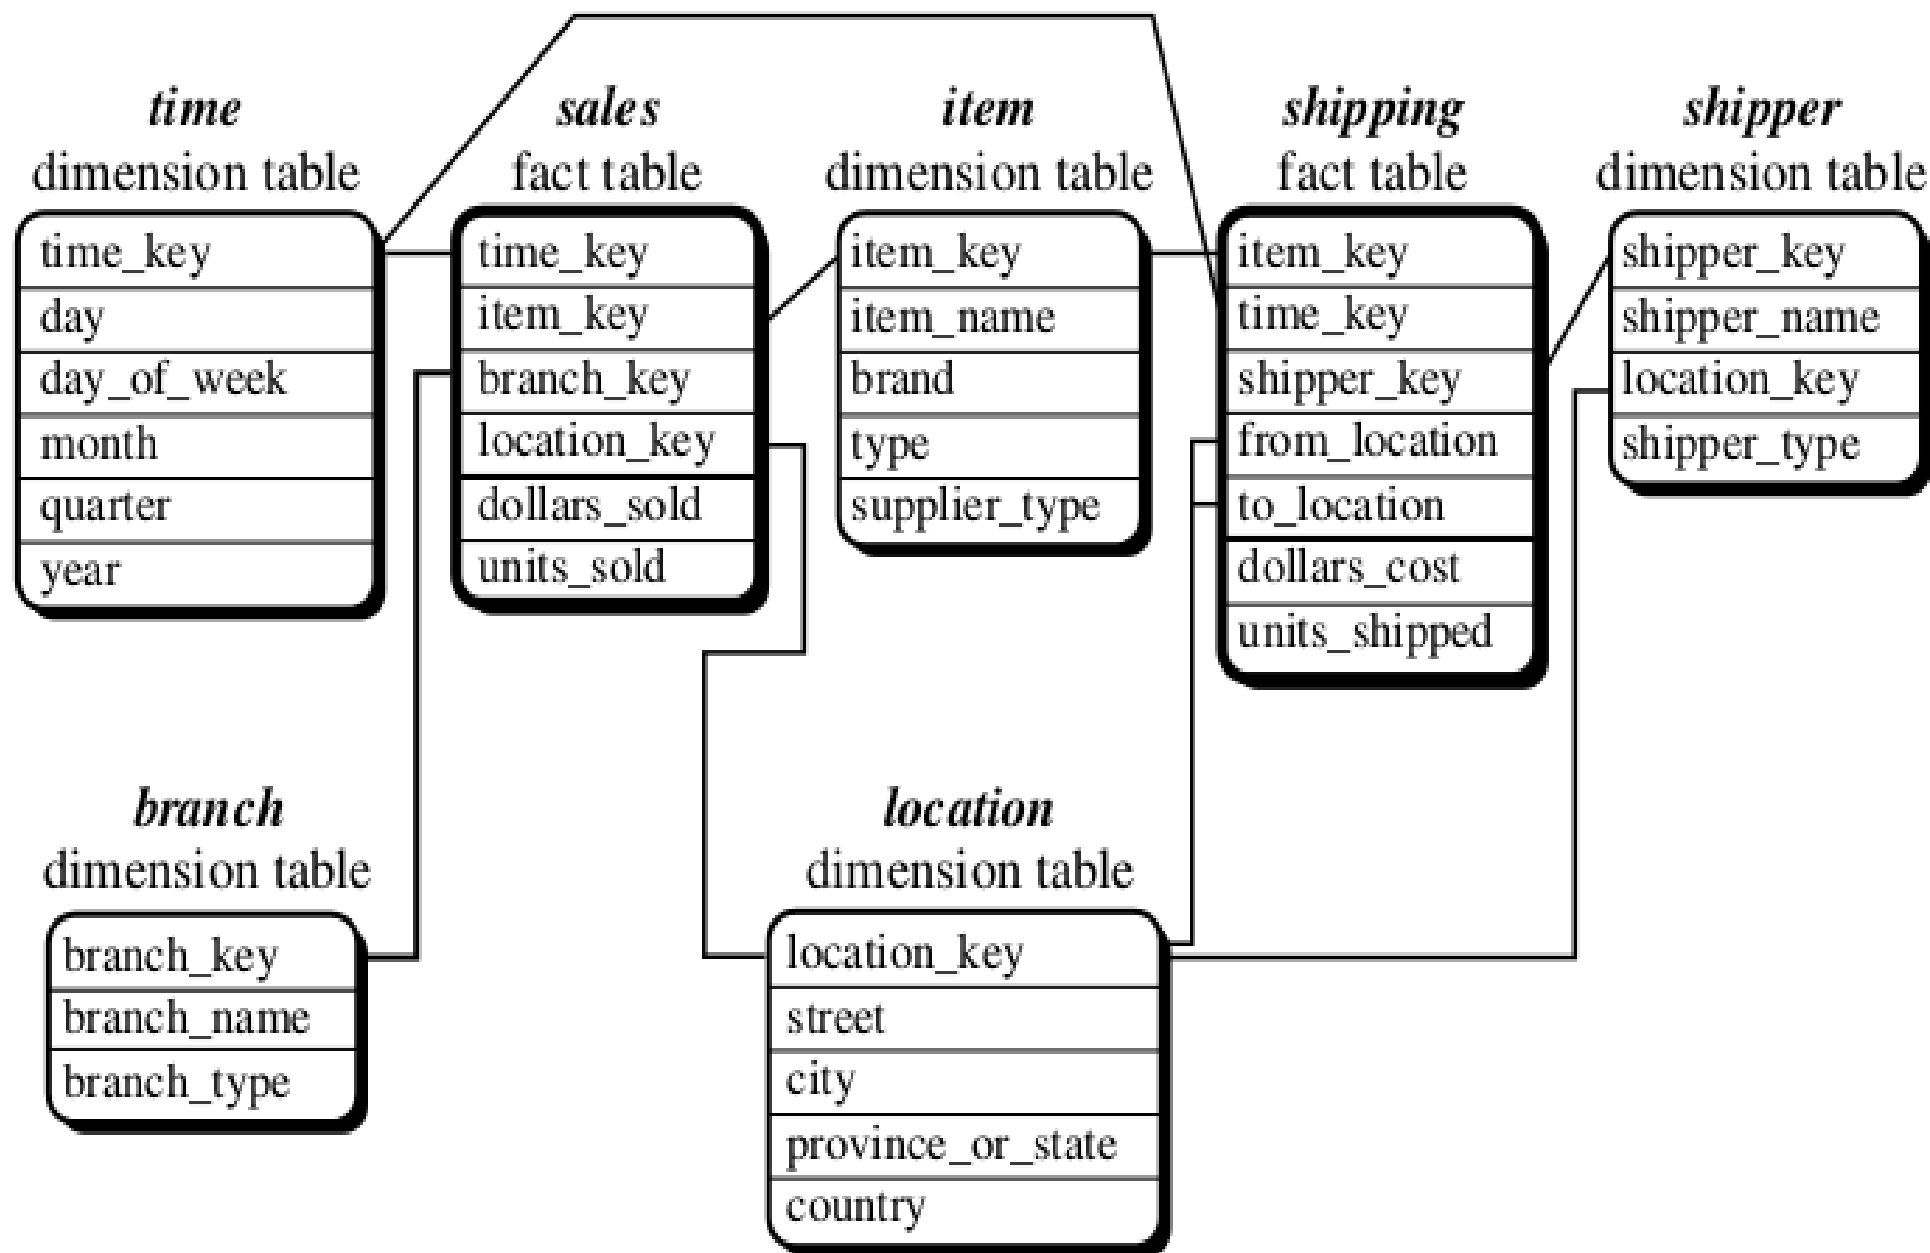 time
dimension table
time_key
day
day_of_week
month
quarter
year
sales
fact table
time_key
item_key
branch_key
location_key
dollars_sold
units_sold
item
dimension table
item_key
item_name
brand
type
supplier_type
shipping
fact table
item_key
time_key
shipper_key
from_location
to_location
dollars_cost
units_shipped
shipper
dimension table
shipper_key
shipper_name
location_key
shipper_type
branch
dimension table
branch_key
branch_name
branch_type
location
dimension table
location_key
street
city
province_or_state
country